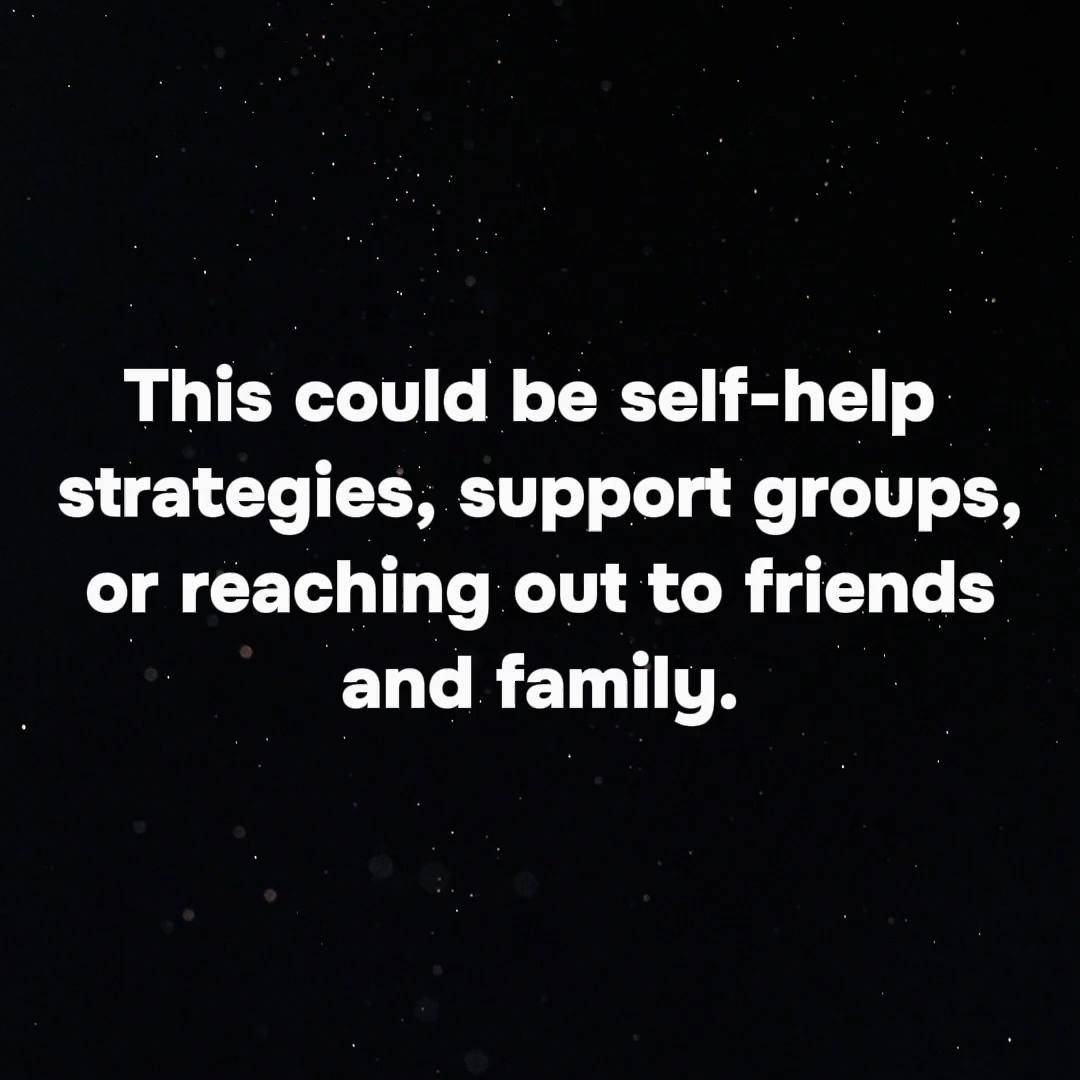 This could be self-help
strategies, support groups,
or reaching out to friends
and family.